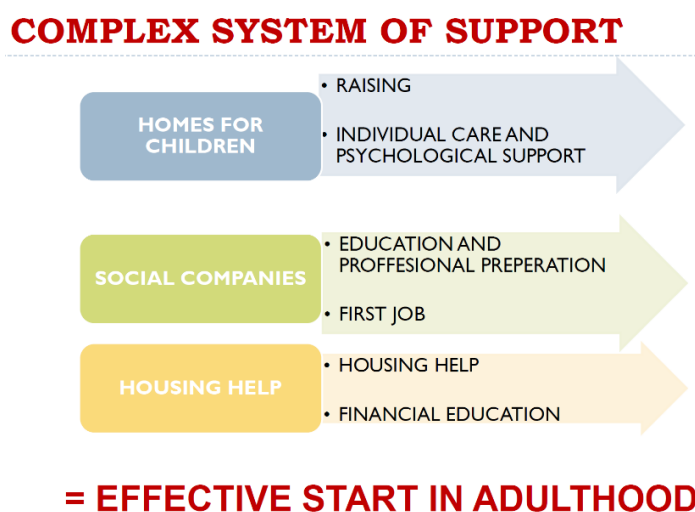 COMPLEX SYSTEM OF SUPPORT
HOMES FOR
CHILDREN
• RAISING
• INDIVIDUAL CARE AND
PSYCHOLOGICAL SUPPORT
SOCIAL COMPANIES
• EDUCATION AND
PROFFESIONAL PREPERATION
• FIRST JOB
HOUSING HELP
• HOUSING HELP
• FINANCIAL EDUCATION
= EFFECTIVE START IN ADULTHOOD